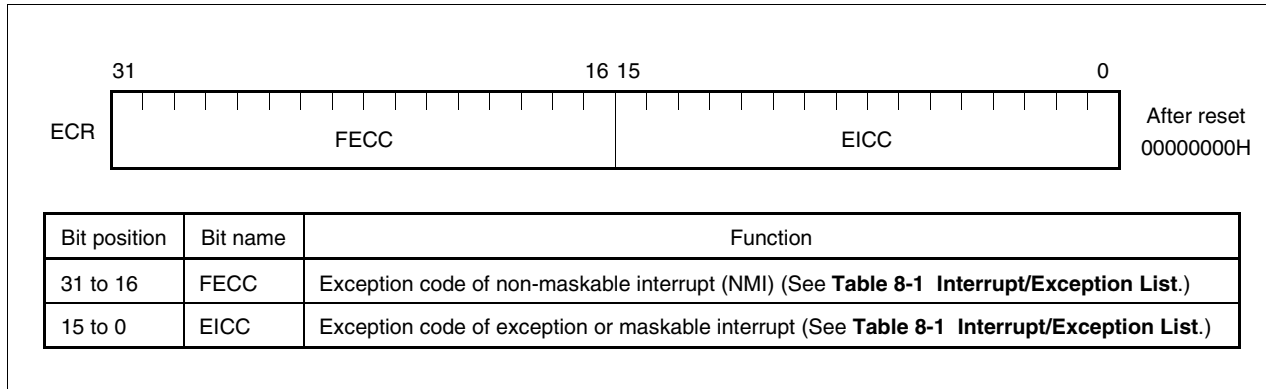 31 16 15 0
ECR FECC EICC After reset
00000000H
Bit position Bit name Function
31 to 16 FECC Exception code of non-maskable interrupt (NMI) (See Table 8-1 Interrupt/Exception List.)
15 to 0 EICC Exception code of exception or maskable interrupt (See Table 8-1 Interrupt/Exception List.)